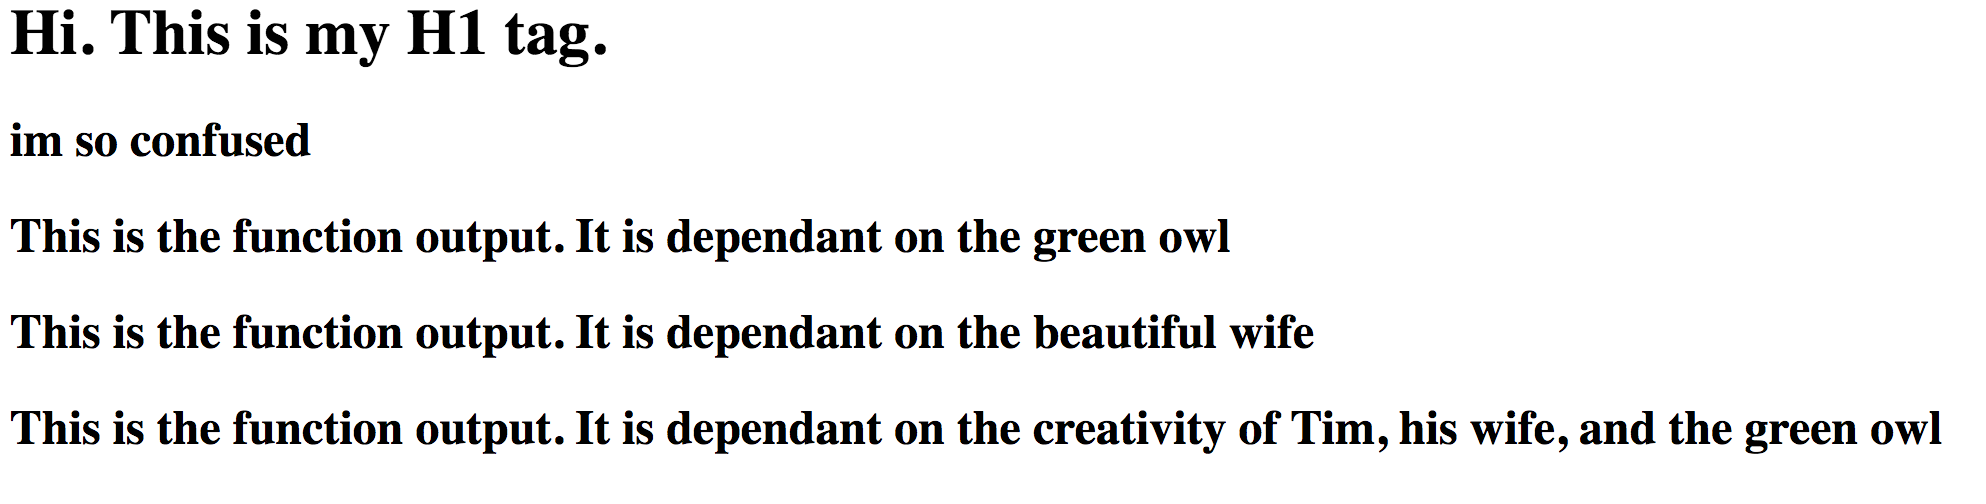 Hi. This is my H1 tag.
im so confused
This is the function output. It is dependant on the green owl
This is the function output. It is dependant on the beautiful wife
This is the function output. It is dependant on the creativity of Tim, his wife, and the green owl